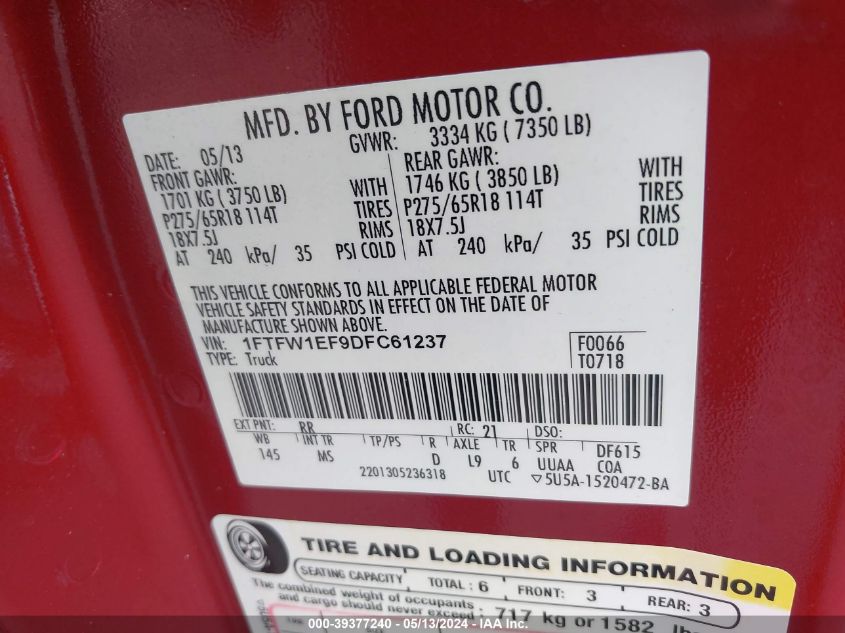 MFD. BY FORD MOTOR CO.
DATE: 05/13 GVWR: 3334 KG ( 7350 LB)
FRONT GAWR: REAR GAWR:
1701 KG ( 3750 LB) WITH 1746 KG ( 3850 LB) WITH
P275/65R18 114T TIRES P275/65R18 114T TIRES
18X7.5J RIMS 18X7.5J RIMS
AT 240 kPa/ 35 PSI COLD AT 240 kPa/ 35 PSI COLD
THIS VEHICLE CONFORMS TO ALL APPLICABLE FEDERAL MOTOR
VEHICLE SAFETY STANDARDS IN EFFECT ON THE DATE OF
MANUFACTURE SHOWN ABOVE.
VIN: 1FTFW1EF9DFC61237 F0066
TYPE: Truck T0718
EXT PNT: RR RC: 21 DSO:
WB INT TR TP/PS R AXLE TR SPR DF615
145 MS D L9 6 UUAA COA
2201305236318 UTC ▽5U5A-1520472-BA
TIRE AND LOADING INFORMATION
SEATING CAPACITY TOTAL: 6 FRONT: 3 REAR: 3
The combined weight of occupants
and cargo should never exceed: 717 kg or 1582
000-39377240 - 05/13/2024 - IAA Inc.